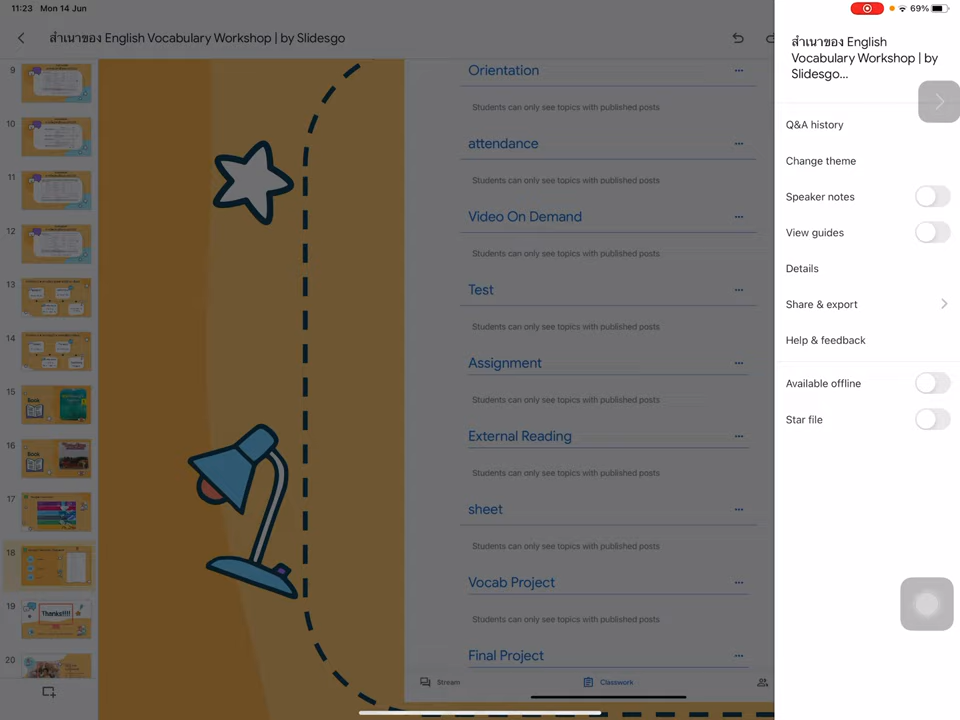 11:23 Mon 14 Jun
69%
สำเนาของ English Vocabulary Workshop | by Slidesgo
9
10
11
12
13
14
15
Book
16
Book
17
18
19
Thanks!!!!
20
Orientation
Students can only see topics with published posts
attendance
Students can only see topics with published posts
Video On Demand
Students can only see topics with published posts
Test
Students can only see topics with published posts
Assignment
Students can only see topics with published posts
External Reading
Students can only see topics with published posts
sheet
Students can only see topics with published posts
Vocab Project
Students can only see topics with published posts
Final Project
Stream
Classwork
สำเนาของ English
Vocabulary Workshop | by
Slidesgo...
Q&A history
Change theme
Speaker notes
View guides
Details
Share & export
Help & feedback
Available offline
Star file